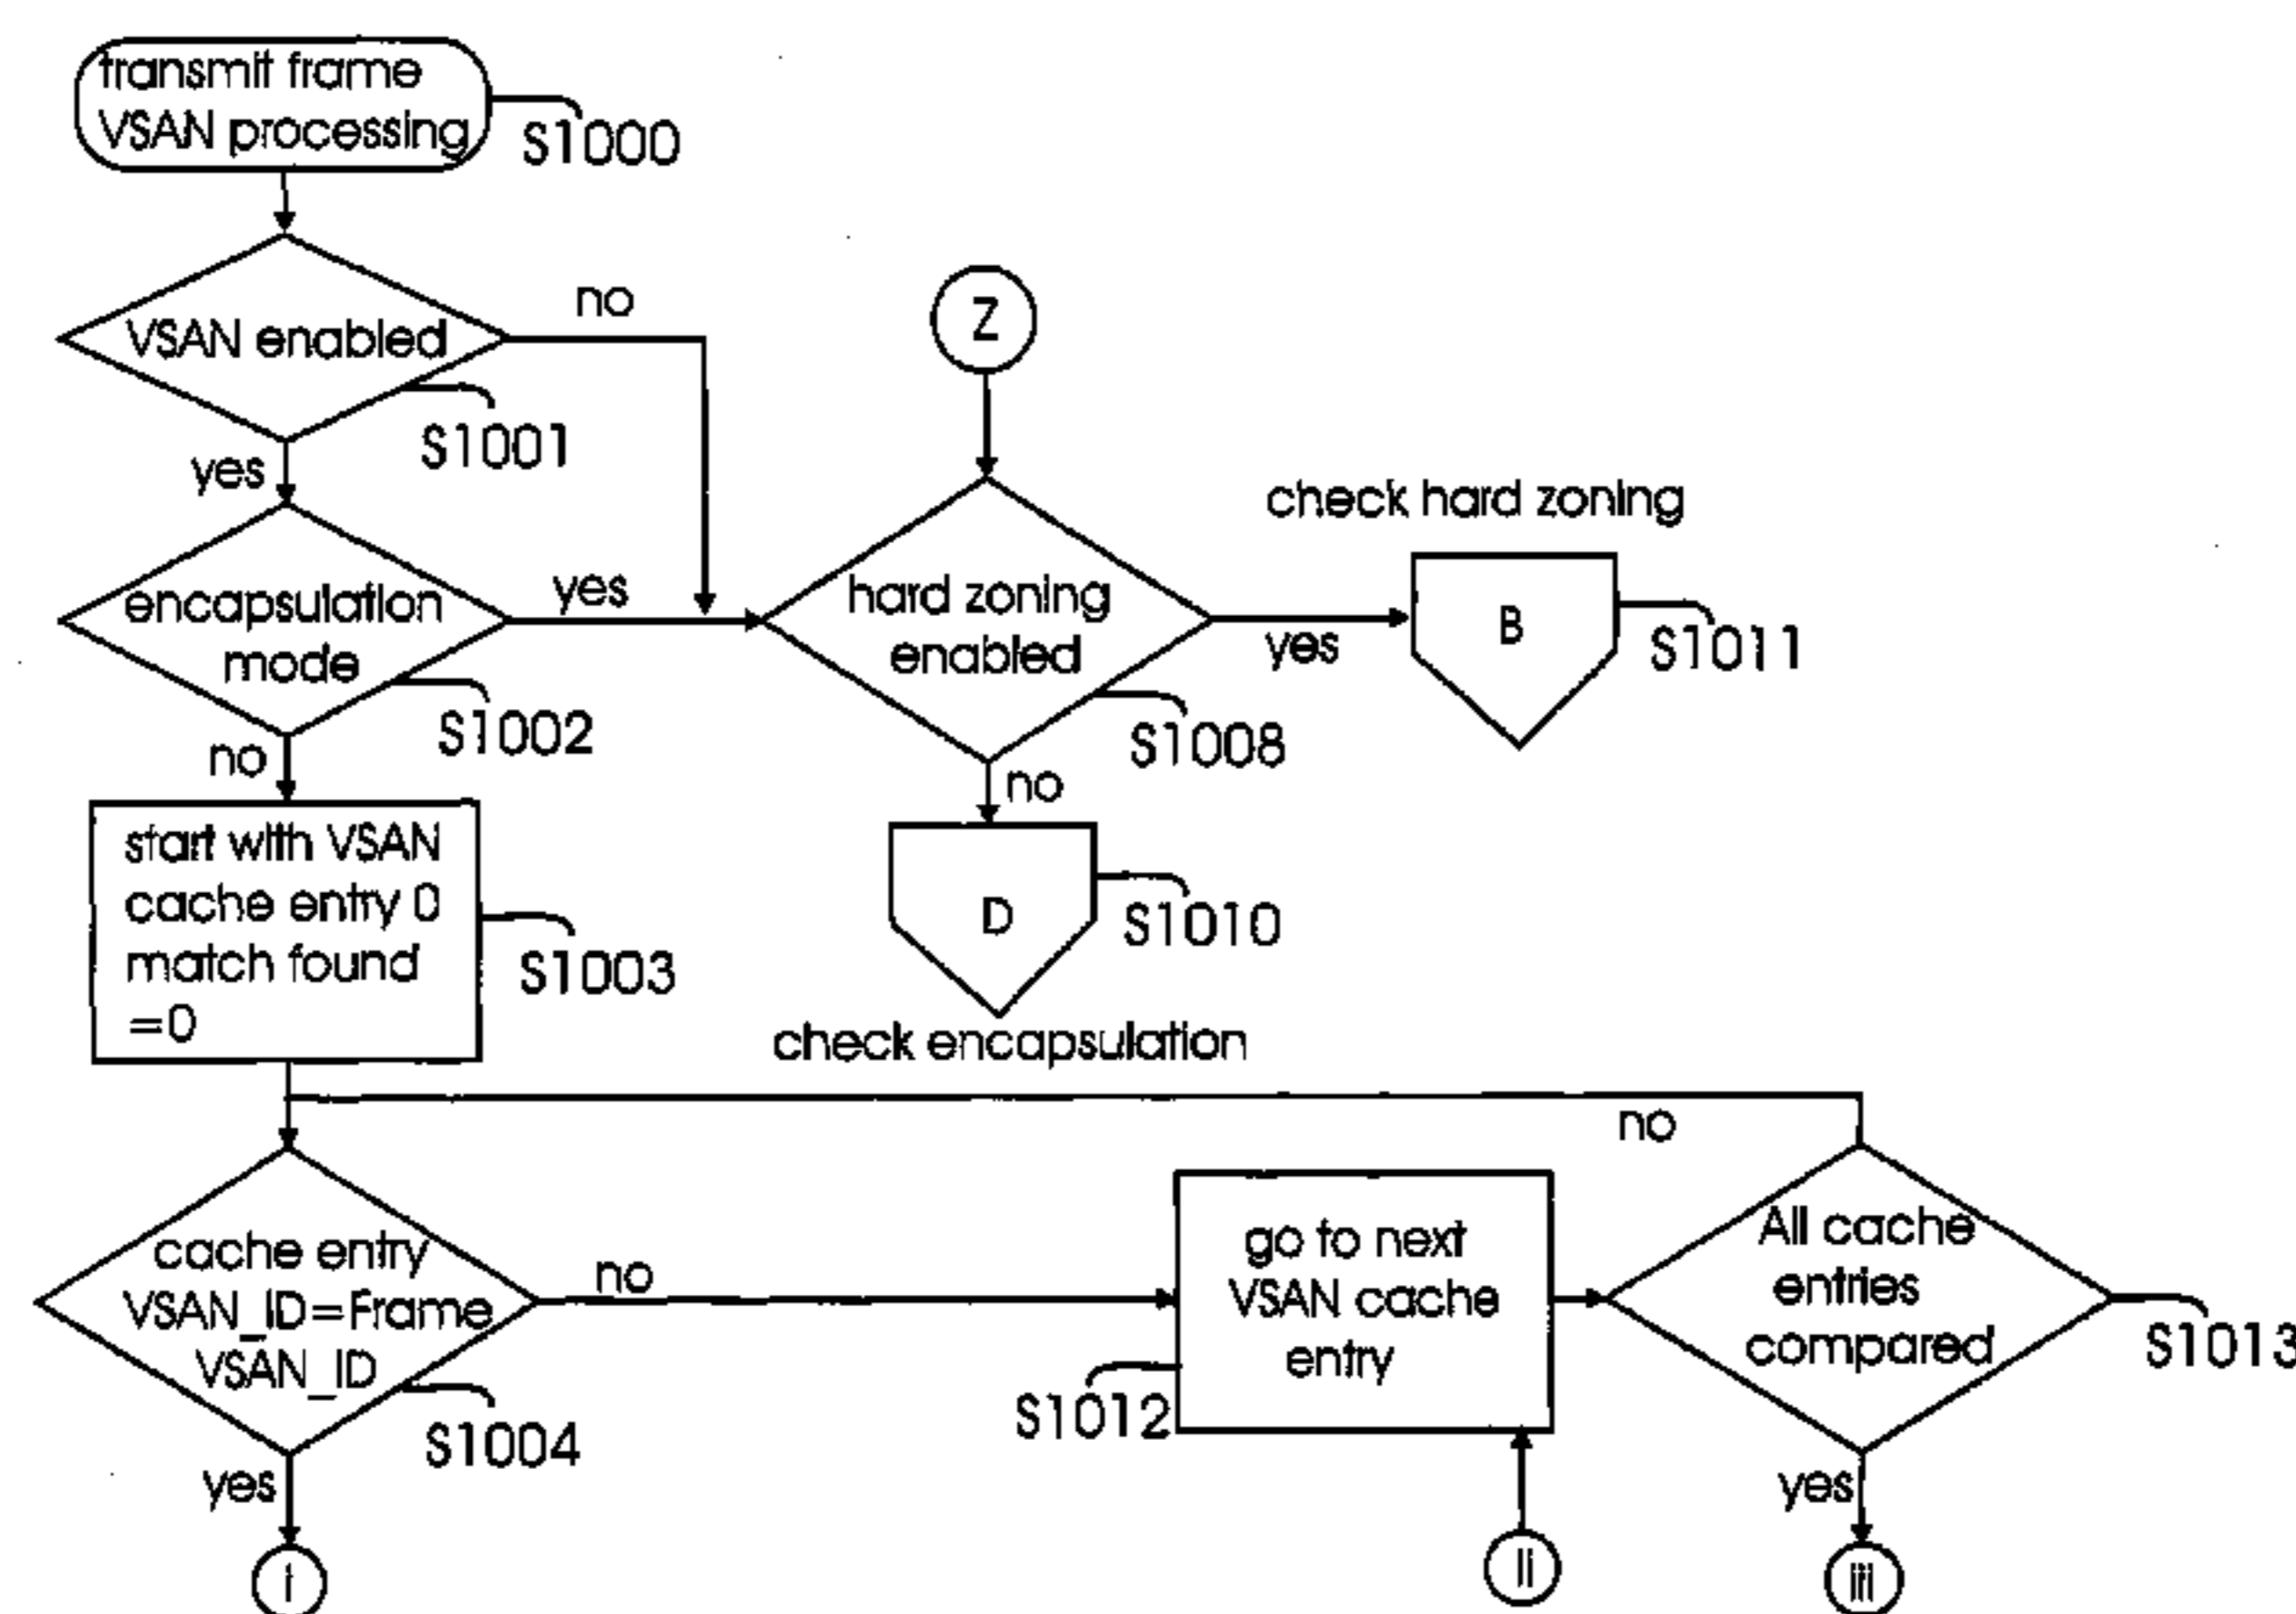 transmit frame
VSAN processing
S1000
VSAN enabled
no
S1001
yes
Z
encapsulation
mode
yes
S1002
no
hard zoning
enabled
yes
S1008
no
check hard zoning
B
S1011
start with VSAN
cache entry 0
match found
=0
S1003
D
S1010
check encapsulation
no
cache entry
VSAN_ID=Frame
VSAN_ID
no
S1004
yes
i
go to next
VSAN cache
entry
S1012
ii
All cache
entries
compared
S1013
yes
iii